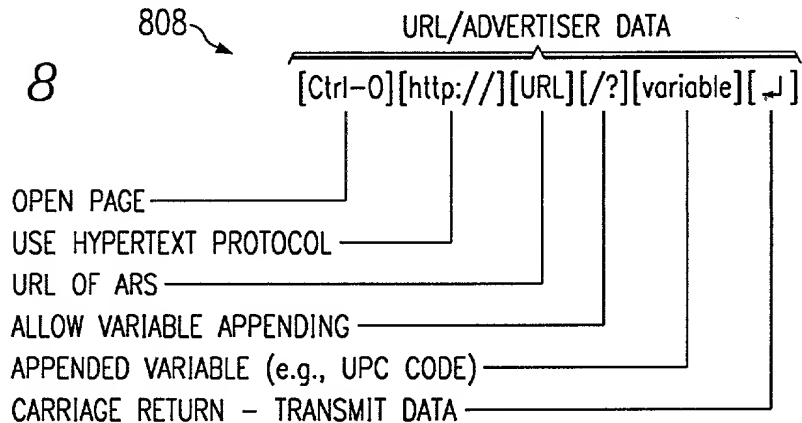 808
URL/ADVERTISER DATA
8
[Ctrl-O][http://][URL][/?][variable][↵]
OPEN PAGE
USE HYPERTEXT PROTOCOL
URL OF ARS
ALLOW VARIABLE APPENDING
APPENDED VARIABLE (e.g., UPC CODE)
CARRIAGE RETURN - TRANSMIT DATA